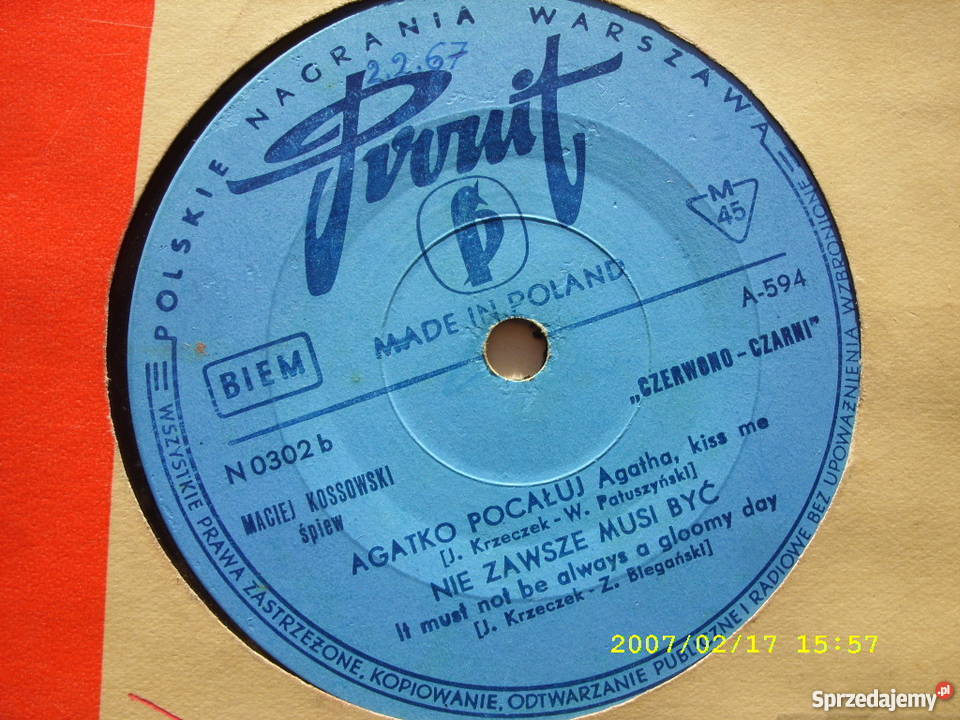 POLSKIE NAGRANIA WARSZAWA
2.2.67
Pronit
M 45
MADE IN POLAND
A-594
BIEM
„CZERWONO-CZARNI”
N 0302 b
MACIEJ KOSSOWSKI
śpiew
AGATKO POCAŁUJ Agatha, kiss me
[J. Krzeczek-W. Patuszyński]
NIE ZAWSZE MUSI BYĆ
It must not be always a gloomy day
[J. Krzeczek-Z. Biegański]
WSZYSTKIE PRAWA ZASTRZEŻONE, KOPIOWANIE, ODTWARZANIE PUBLICZNE I RADIOWE BEZ UPOWAŻNIENIA WZBRONIONE
2007/02/17 15:57
Sprzedajemy.pl